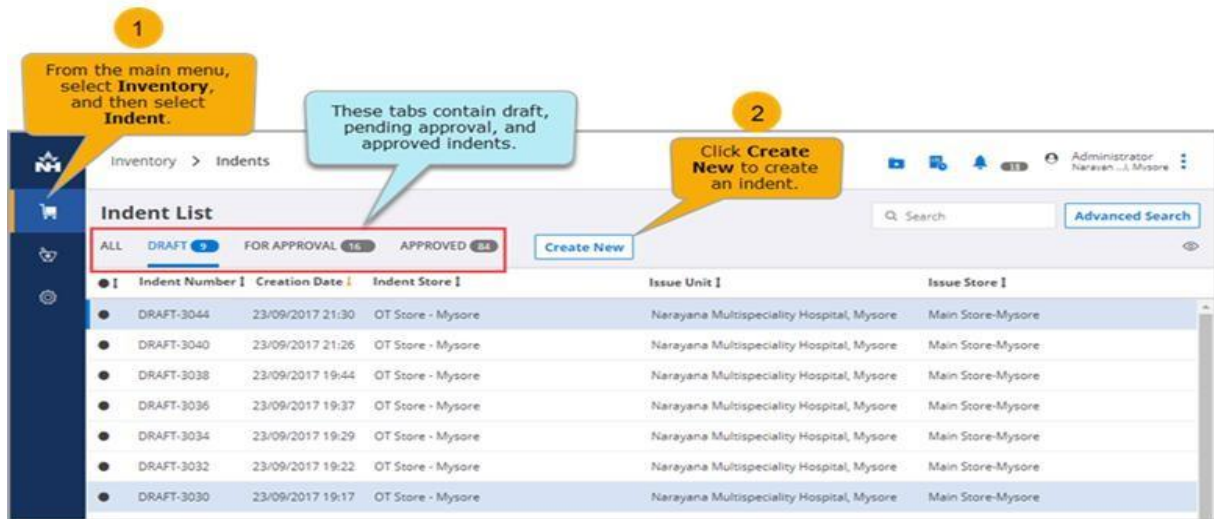 1
From the main menu,
select Inventory,
and then select
Indent.
These tabs contain draft,
pending approval, and
approved indents.
2
Click Create
New to create
an indent.
NH
Inventory > Indents
18
Administrator
Narayan ...l, Mysore
Indent List
Search
Advanced Search
ALL DRAFT 9 FOR APPROVAL 16 APPROVED 84 Create New
Indent Number Creation Date Indent Store Issue Unit Issue Store
DRAFT-3044 23/09/2017 21:30 OT Store - Mysore Narayana Multispeciality Hospital, Mysore Main Store-Mysore
DRAFT-3040 23/09/2017 21:26 OT Store - Mysore Narayana Multispeciality Hospital, Mysore Main Store-Mysore
DRAFT-3038 23/09/2017 19:44 OT Store - Mysore Narayana Multispeciality Hospital, Mysore Main Store-Mysore
DRAFT-3036 23/09/2017 19:37 OT Store - Mysore Narayana Multispeciality Hospital, Mysore Main Store-Mysore
DRAFT-3034 23/09/2017 19:29 OT Store - Mysore Narayana Multispeciality Hospital, Mysore Main Store-Mysore
DRAFT-3032 23/09/2017 19:22 OT Store - Mysore Narayana Multispeciality Hospital, Mysore Main Store-Mysore
DRAFT-3030 23/09/2017 19:17 OT Store - Mysore Narayana Multispeciality Hospital, Mysore Main Store-Mysore